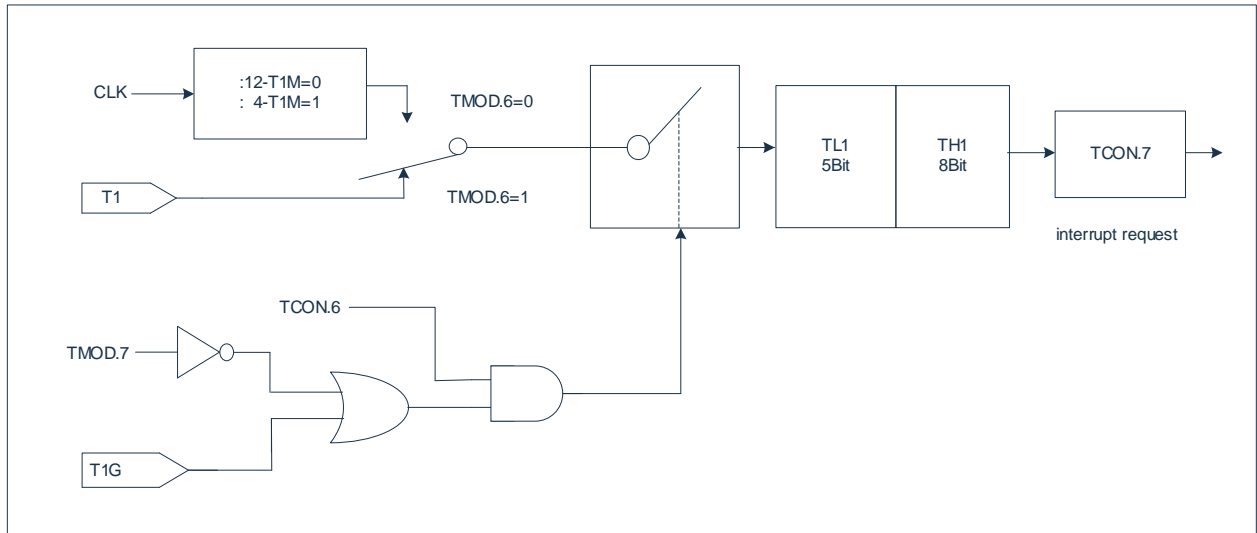 CLK
:12-T1M=0
: 4-T1M=1
TMOD.6=0
T1
TMOD.6=1
TL1
5Bit
TH1
8Bit
TCON.7
interrupt request
TCON.6
TMOD.7
T1G